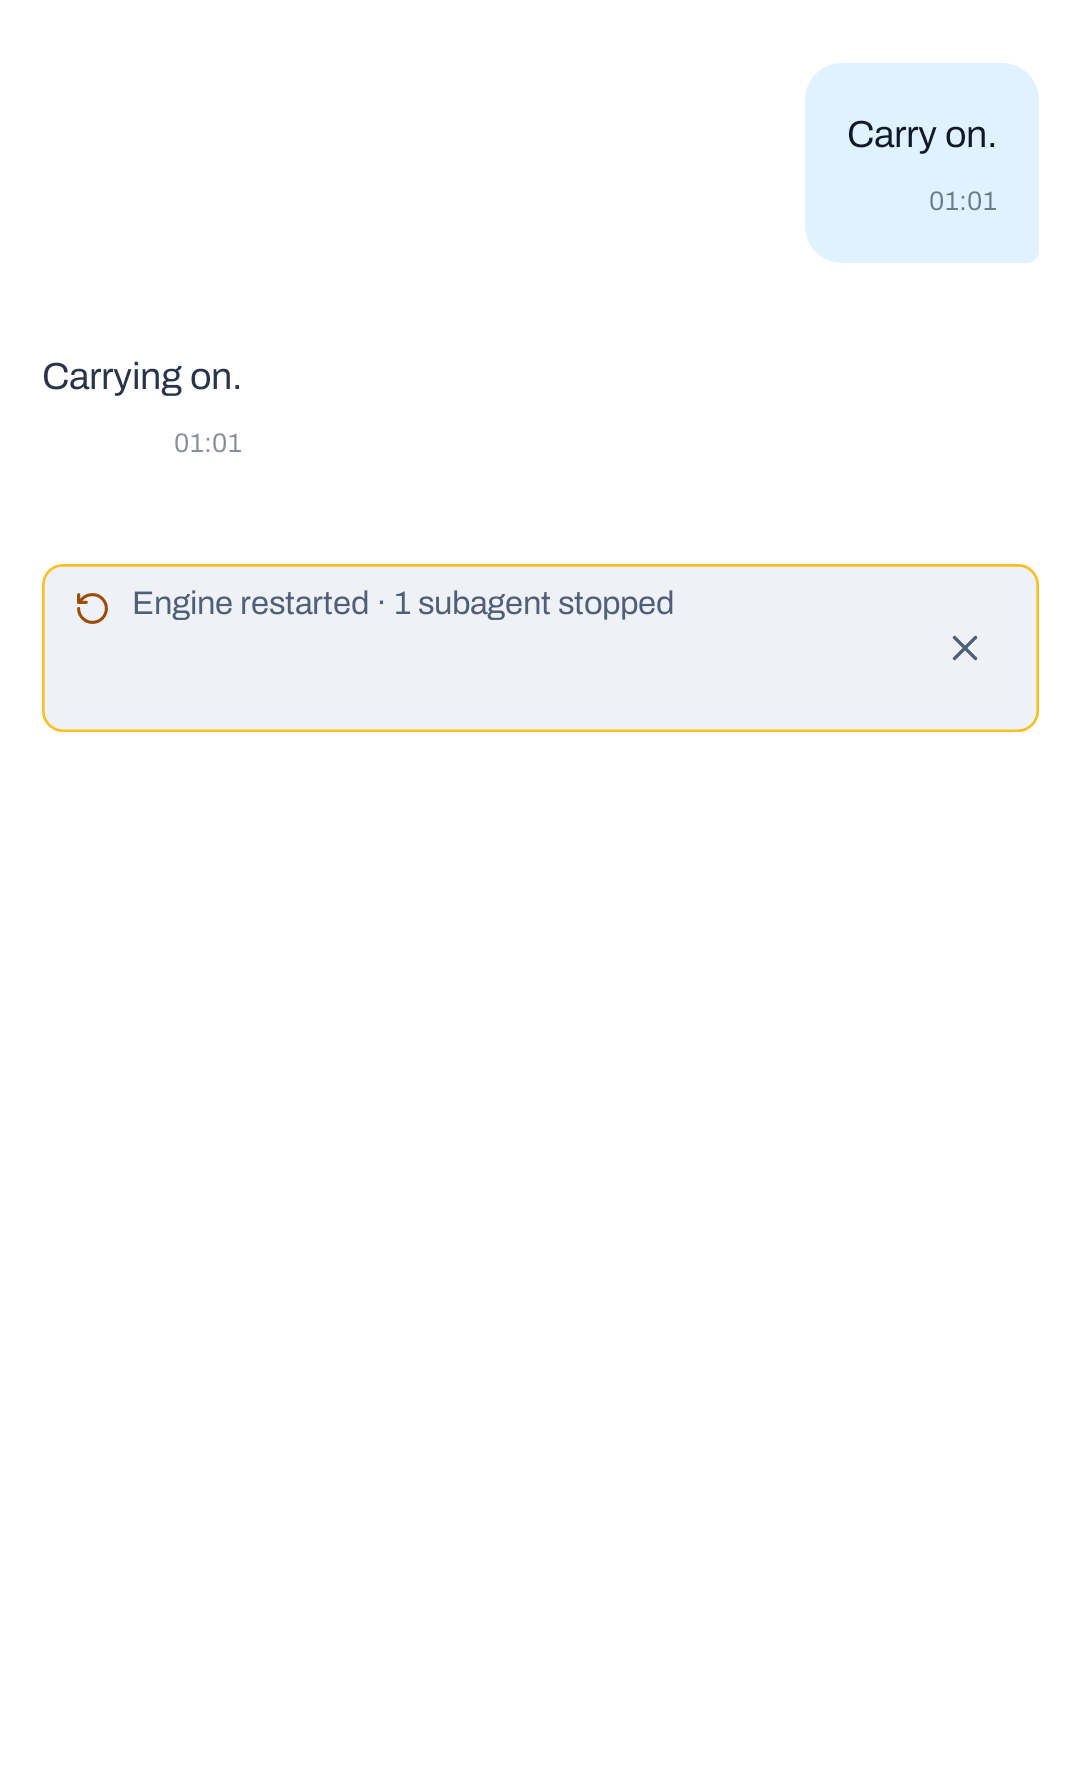 Carry on.
01:01
Carrying on.
01:01
Engine restarted · 1 subagent stopped